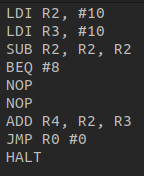 LDI R2, #10
LDI R3, #10
SUB R2, R2, R2
BEQ #8
NOP
NOP
ADD R4, R2, R3
JMP R0 #0
HALT